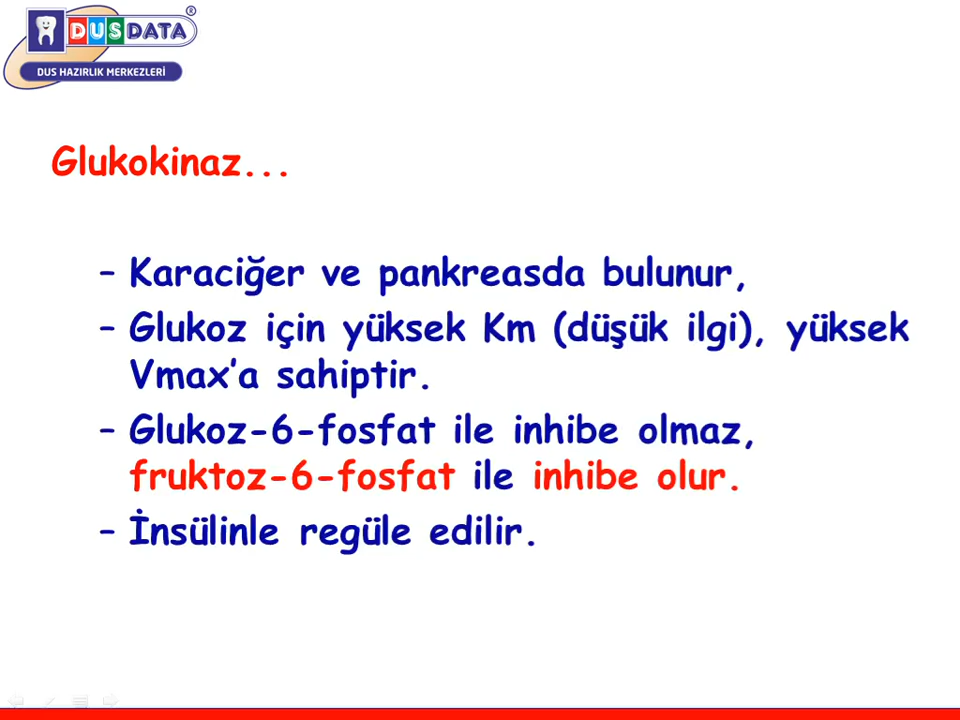 DUSDATA®
DUS HAZIRLIK MERKEZLERİ
Glukokinaz...
– Karaciğer ve pankreasda bulunur,
– Glukoz için yüksek Km (düşük ilgi), yüksek
Vmax’a sahiptir.
– Glukoz-6-fosfat ile inhibe olmaz,
fruktoz-6-fosfat ile inhibe olur.
– İnsülinle regüle edilir.